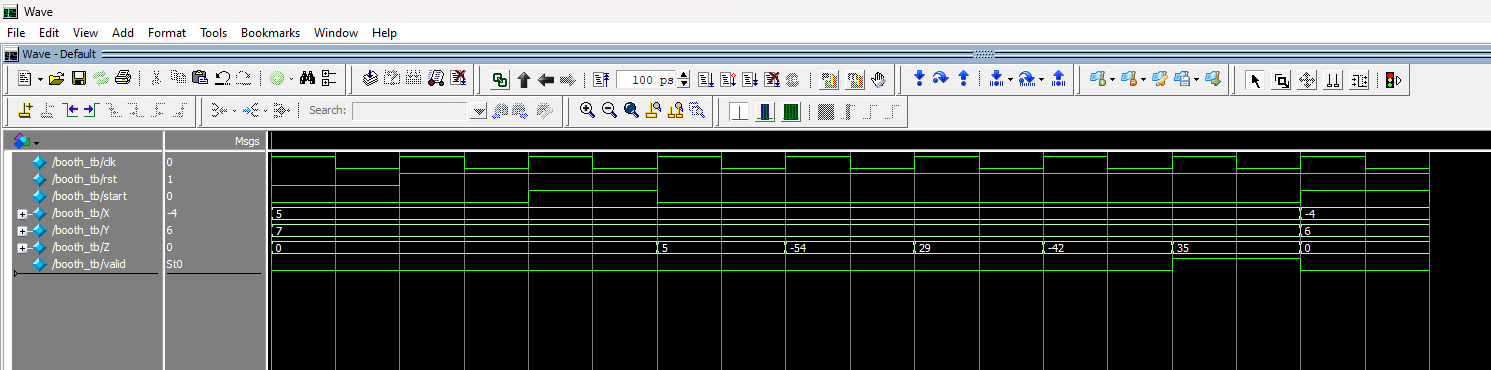 Wave
File Edit View Add Format Tools Bookmarks Window Help
Wave - Default
100 ps
Search:
Msgs
/booth_tb/clk 0
/booth_tb/rst 1
/booth_tb/start 0
/booth_tb/X -4 5 -4
/booth_tb/Y 6 7 6
/booth_tb/Z 0 0 5 -54 29 -42 35 0
/booth_tb/valid St0